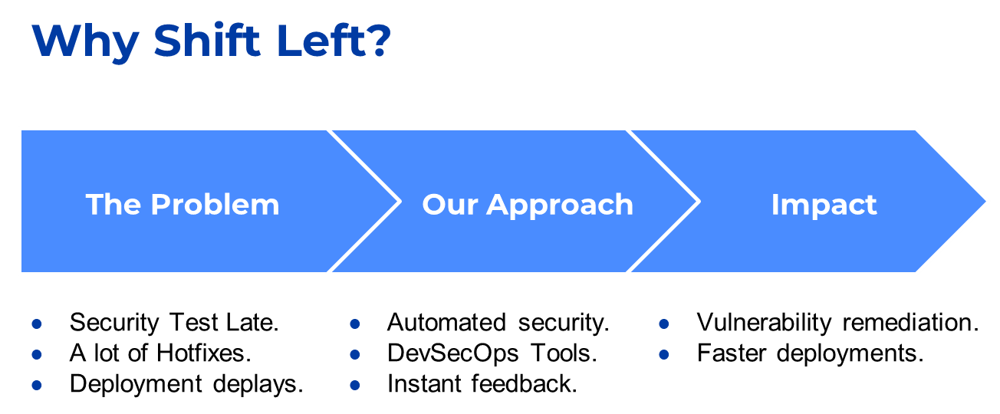 Why Shift Left?
The Problem
Our Approach
Impact
• Security Test Late.
• A lot of Hotfixes.
• Deployment deplays.
• Automated security.
• DevSecOps Tools.
• Instant feedback.
• Vulnerability remediation.
• Faster deployments.